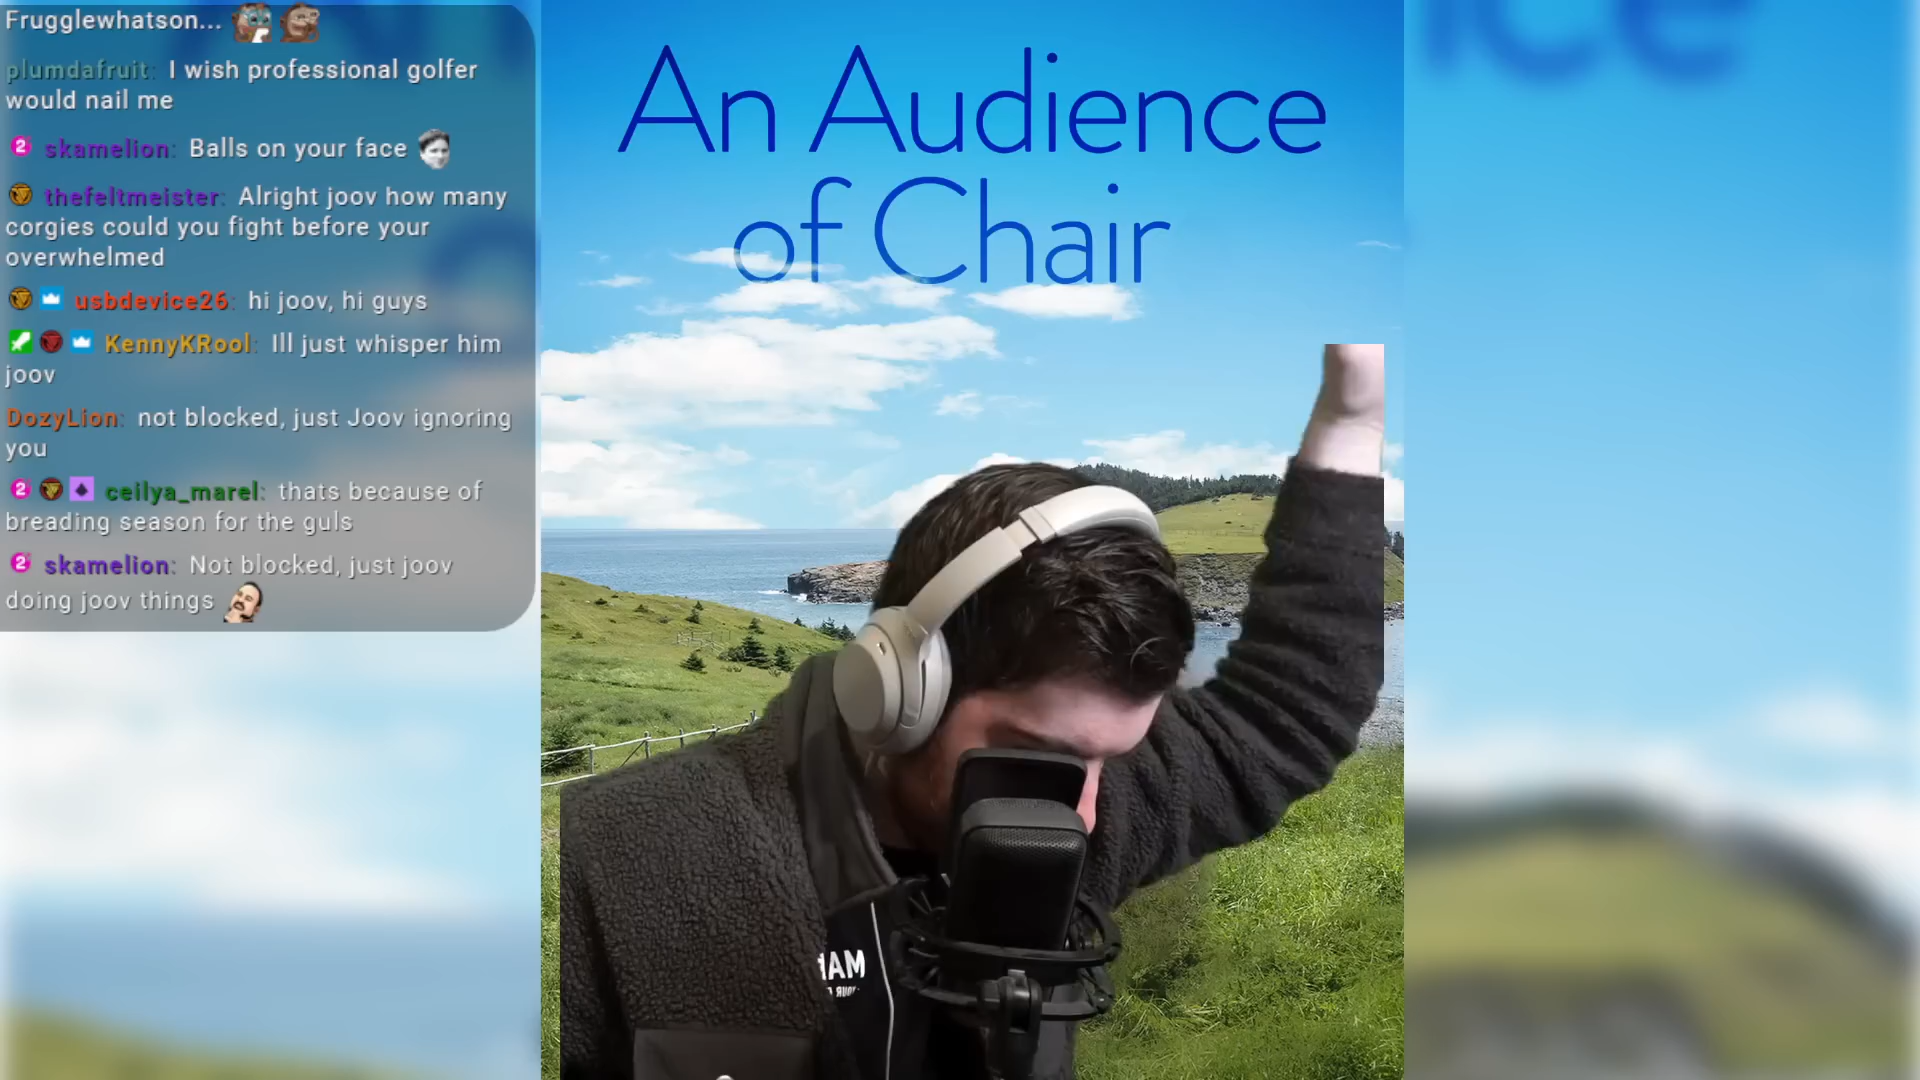 Frugglewhatson...
plumdafruit: I wish professional golfer
would nail me
skamelion: Balls on your face
thefeltmeister: Alright joov how many
corgies could you fight before your
overwhelmed
usbdevice26: hi joov, hi guys
KennyKRool: Ill just whisper him
joov
DozyLion: not blocked, just Joov ignoring
you
ceilya_marel: thats because of
breading season for the guls
skamelion: Not blocked, just joov
doing joov things
An Audience
of Chair